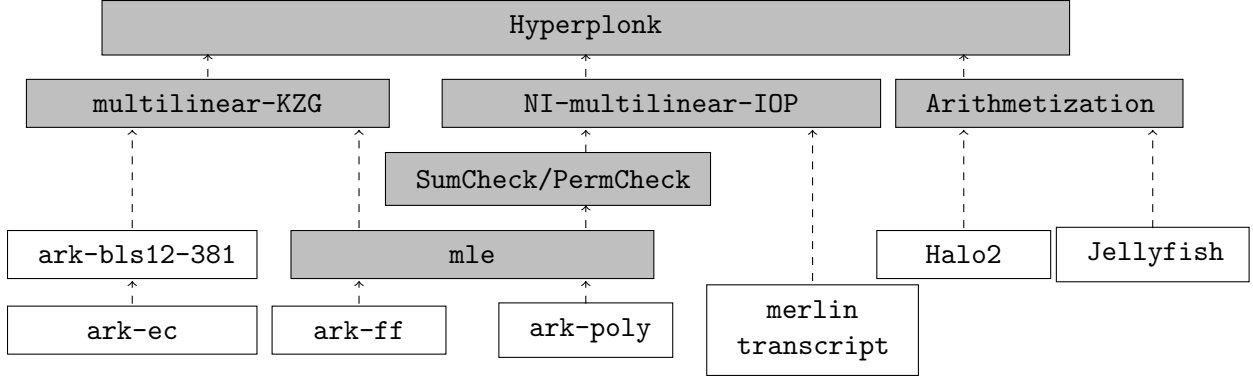 Hyperplonk
multilinear-KZG
NI-multilinear-IOP
Arithmetization
SumCheck/PermCheck
ark-bls12-381
mle
Halo2
Jellyfish
ark-ec
ark-ff
ark-poly
merlin
transcript